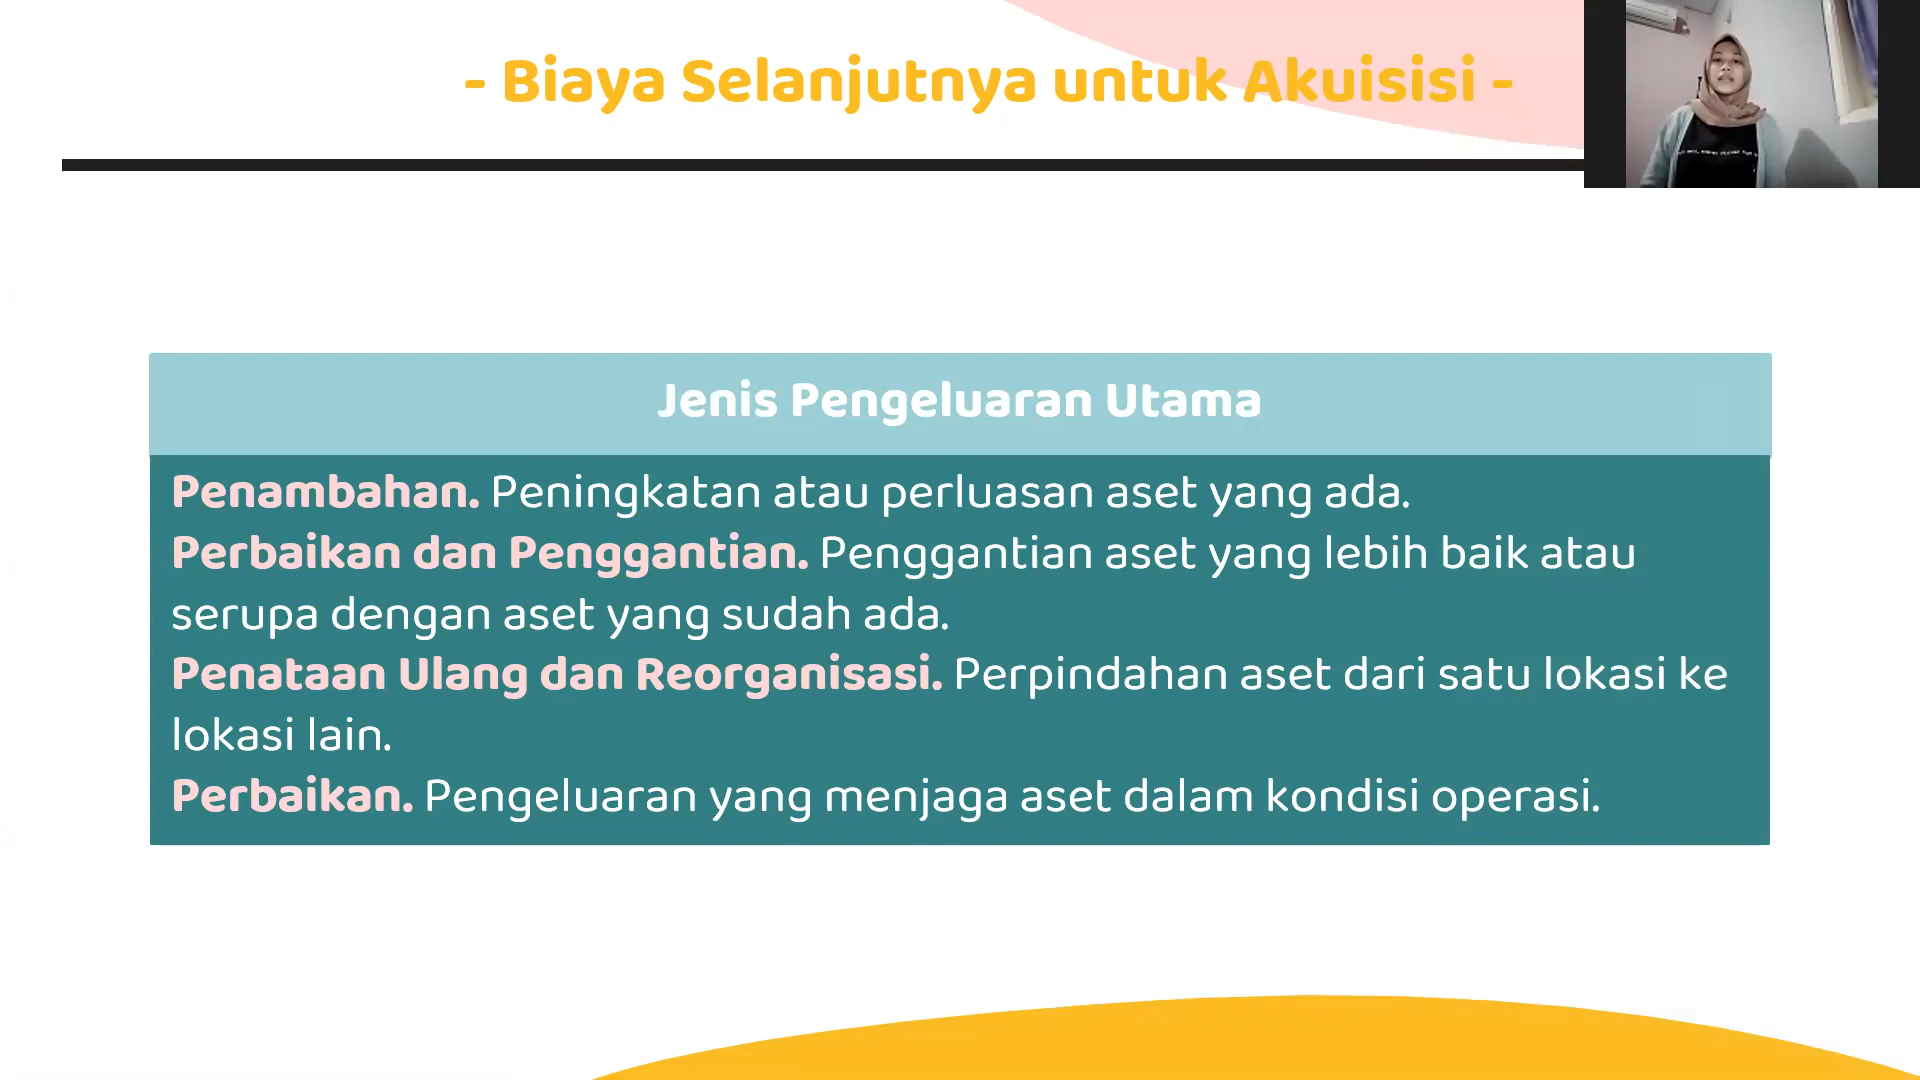 - Biaya Selanjutnya untuk Akuisisi -
Jenis Pengeluaran Utama
Penambahan. Peningkatan atau perluasan aset yang ada.
Perbaikan dan Penggantian. Penggantian aset yang lebih baik atau
serupa dengan aset yang sudah ada.
Penataan Ulang dan Reorganisasi. Perpindahan aset dari satu lokasi ke
lokasi lain.
Perbaikan. Pengeluaran yang menjaga aset dalam kondisi operasi.